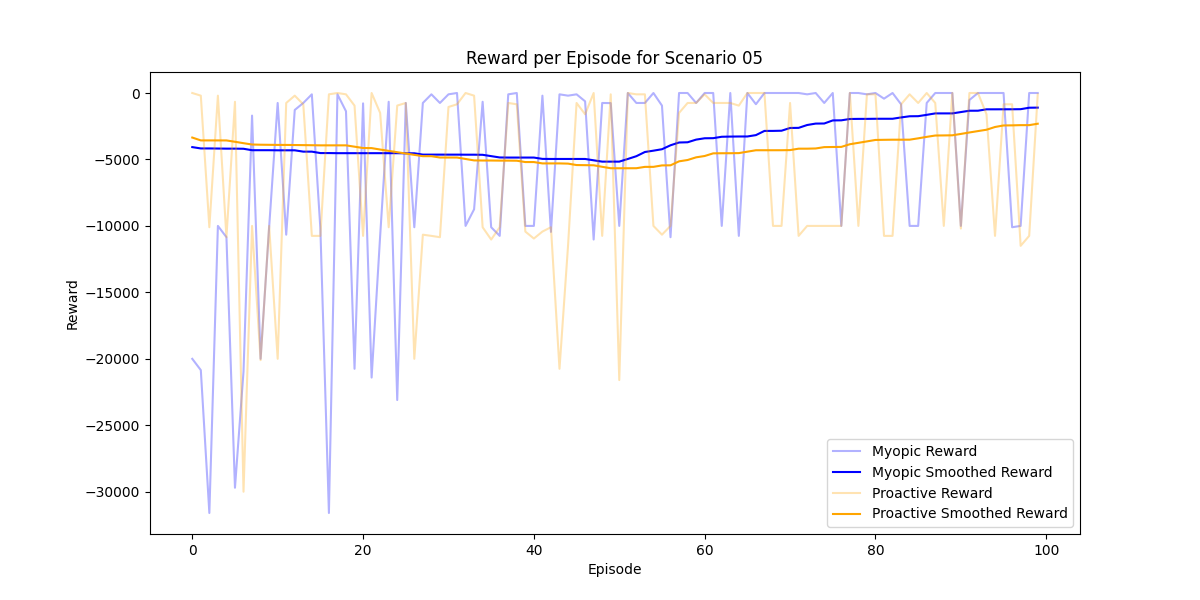 Reward per Episode for Scenario 05
Reward
0
−5000
−10000
−15000
−20000
−25000
−30000
0 20 40 60 80 100
Episode
Myopic Reward
Myopic Smoothed Reward
Proactive Reward
Proactive Smoothed Reward